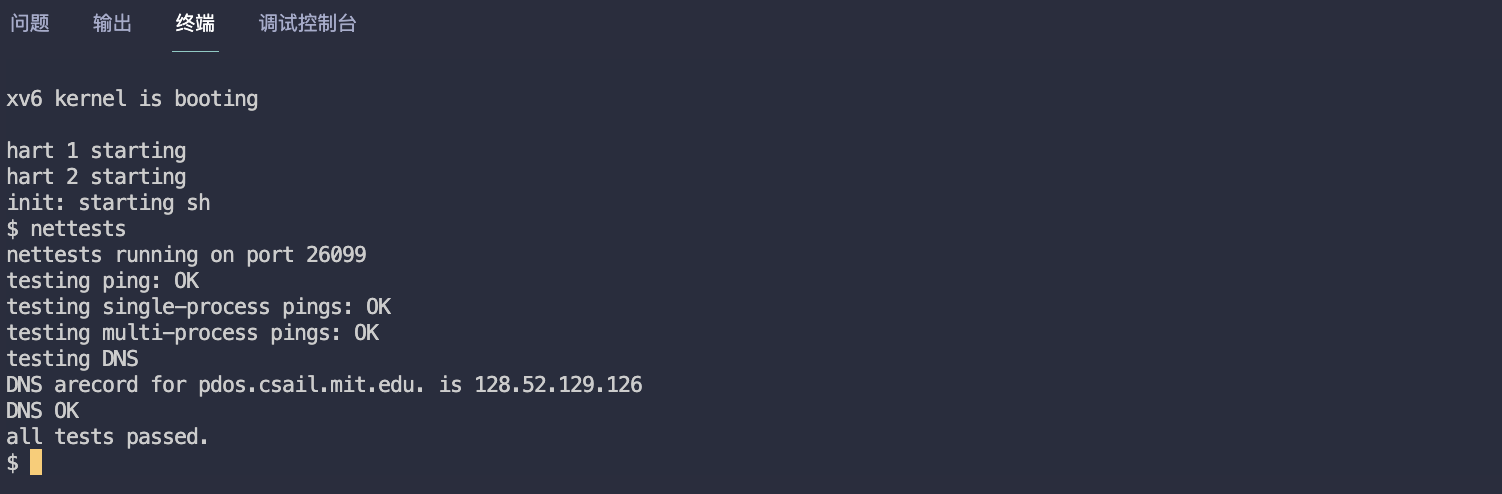 问题 输出 终端 调试控制台
xv6 kernel is booting
hart 1 starting
hart 2 starting
init: starting sh
$ nettests
nettests running on port 26099
testing ping: OK
testing single-process pings: OK
testing multi-process pings: OK
testing DNS
DNS arecord for pdos.csail.mit.edu. is 128.52.129.126
DNS OK
all tests passed.
$